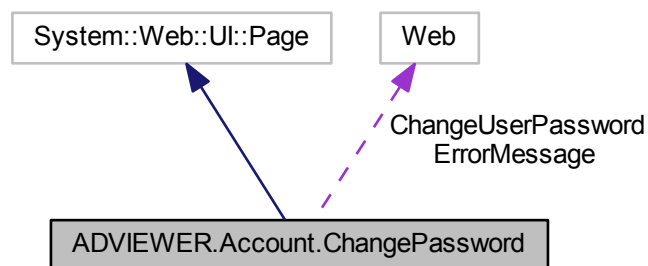 System::Web::UI::Page
Web
ChangeUserPassword
ErrorMessage
ADVIEWER.Account.ChangePassword